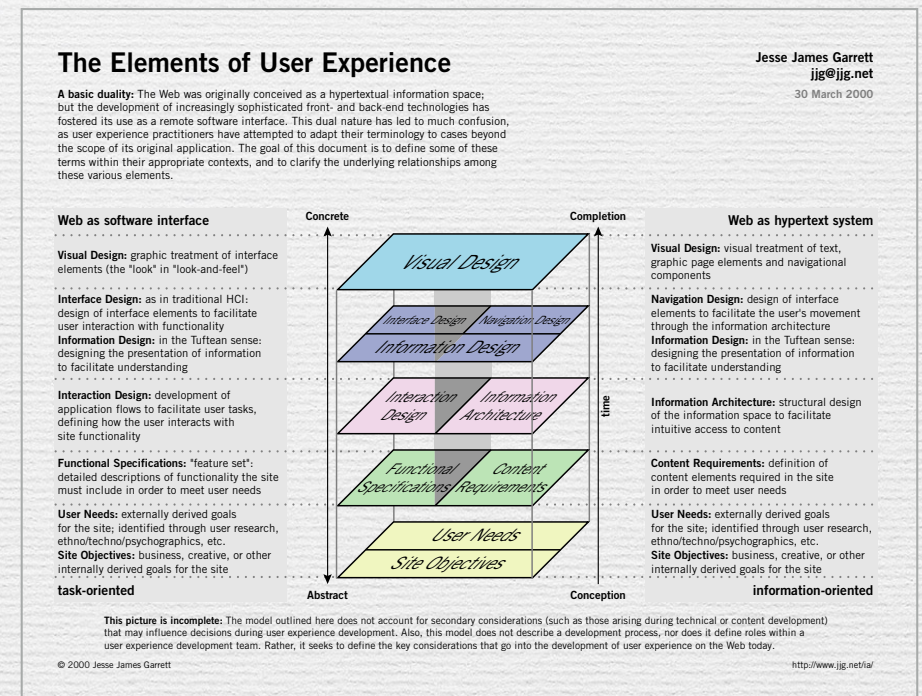 The Elements of User Experience
Jesse James Garrett
jjg@jjg.net
30 March 2000
A basic duality: The Web was originally conceived as a hypertextual information space;
but the development of increasingly sophisticated front- and back-end technologies has
fostered its use as a remote software interface. This dual nature has led to much confusion,
as user experience practitioners have attempted to adapt their terminology to cases beyond
the scope of its original application. The goal of this document is to define some of these
terms within their appropriate contexts, and to clarify the underlying relationships among
these various elements.
Web as software interface
Visual Design: graphic treatment of interface
elements (the "look" in "look-and-feel")
Interface Design: as in traditional HCI:
design of interface elements to facilitate
user interaction with functionality
Information Design: in the Tuftean sense:
designing the presentation of information
to facilitate understanding
Interaction Design: development of
application flows to facilitate user tasks,
defining how the user interacts with
site functionality
Functional Specifications: "feature set":
detailed descriptions of functionality the site
must include in order to meet user needs
User Needs: externally derived goals
for the site; identified through user research,
ethno/techno/psychographics, etc.
Site Objectives: business, creative, or other
internally derived goals for the site
task-oriented
Concrete
Completion
Visual Design
Interface Design
Navigation Design
Information Design
Interaction
Design
Information
Architecture
Functional
Specifications
Content
Requirements
User Needs
Site Objectives
time
Abstract
Conception
Web as hypertext system
Visual Design: visual treatment of text,
graphic page elements and navigational
components
Navigation Design: design of interface
elements to facilitate the user's movement
through the information architecture
Information Design: in the Tuftean sense:
designing the presentation of information
to facilitate understanding
Information Architecture: structural design
of the information space to facilitate
intuitive access to content
Content Requirements: definition of
content elements required in the site
in order to meet user needs
User Needs: externally derived goals
for the site; identified through user research,
ethno/techno/psychographics, etc.
Site Objectives: business, creative, or other
internally derived goals for the site
information-oriented
This picture is incomplete: The model outlined here does not account for secondary considerations (such as those arising during technical or content development)
that may influence decisions during user experience development. Also, this model does not describe a development process, nor does it define roles within a
user experience development team. Rather, it seeks to define the key considerations that go into the development of user experience on the Web today.
© 2000 Jesse James Garrett
http://www.jjg.net/ia/